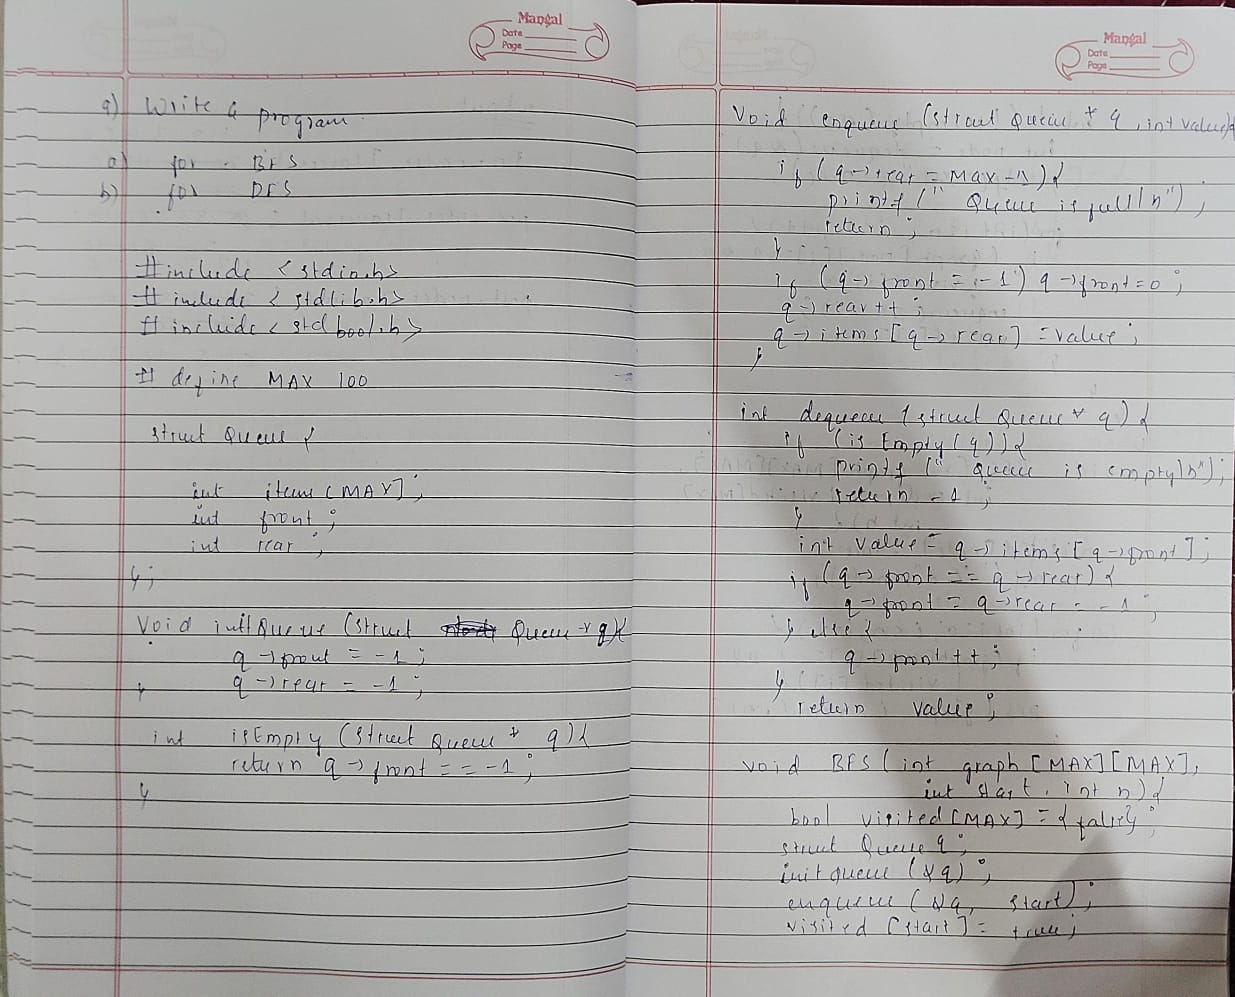 Mangal
Date
Page
9) Write a program
a) for BFS
b) for DFS
#include <stdio.h>
#include <stdlib.h>
#include <stdbool.h>
# define MAX 100
struct Queue {
int items [MAX];
int front;
int rear;
};
Void initQueue (struct Queue * q){
q->front = -1;
q->rear = -1;
}
int isEmpty (struct Queue * q){
return q->front == -1;
}
Mangal
Date
Page
Void enqueue (struct Queue * q, int value){
if (q->rear = MAX-1){
printf (" Queue is full\n");
return;
}
if (q->front = -1) q->front=0;
q->rear++;
q->items [q->rear] = value;
}
int dequeue (struct Queue * q) {
if (isEmpty (q)){
printf (" Queue is empty\n");
return -1;
}
int value = q->items [q->front];
if (q->front == q->rear) {
q->front = q->rear = -1;
} else {
q->front++;
}
return value;
void BFS (int graph [MAX][MAX],
int start, int n){
bool visited [MAX] = {false};
struct Queue q;
initqueue (&q);
enqueue (&q, start);
visited [start] = true;